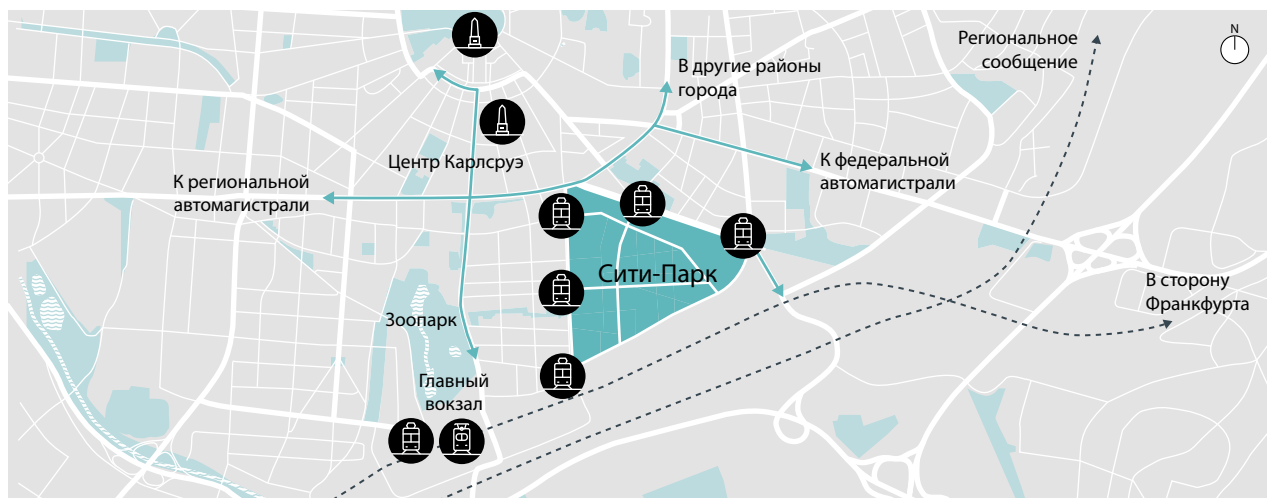 Региональное
сообщение
N
В другие районы
города
Центр Карлсруэ
К федеральной
автомагистрали
К региональной
автомагистрали
Сити-Парк
В сторону
Франкфурта
Зоопарк
Главный
вокзал